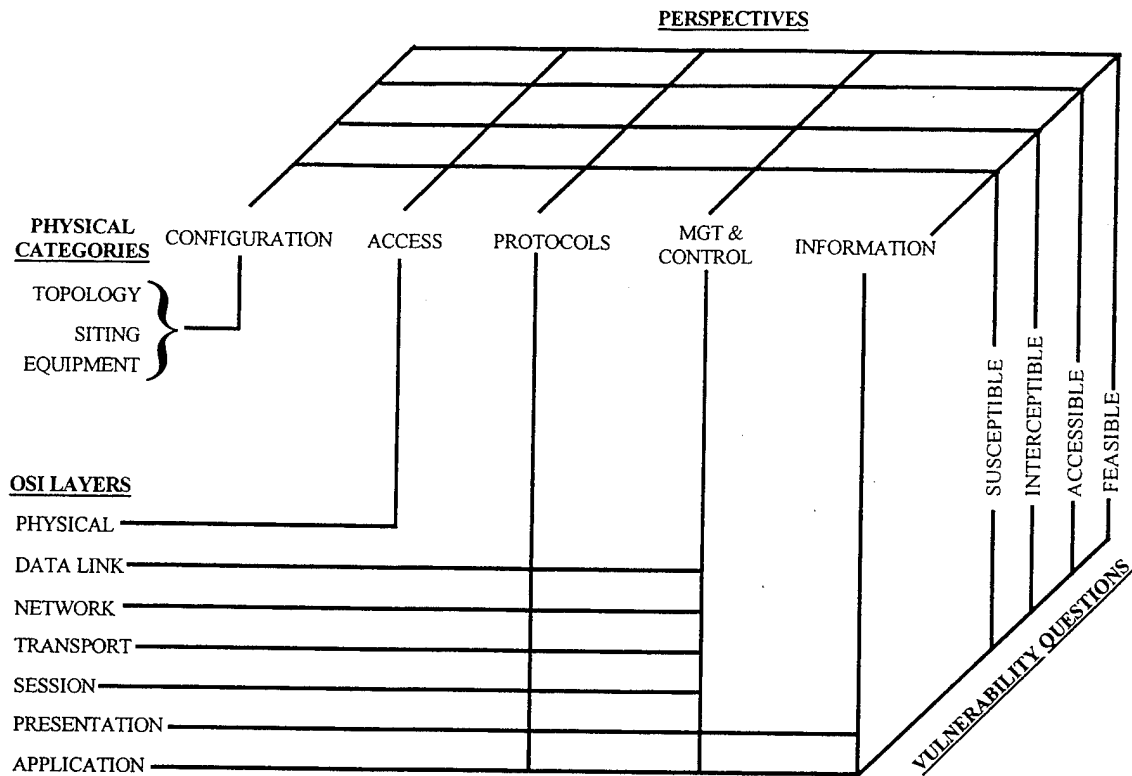 PERSPECTIVES
PHYSICAL
CATEGORIES
CONFIGURATION
ACCESS
PROTOCOLS
MGT &
CONTROL
INFORMATION
TOPOLOGY
SITING
EQUIPMENT
SUSCEPTIBLE
INTERCEPTIBLE
ACCESSIBLE
FEASIBLE
OSI LAYERS
PHYSICAL
DATA LINK
NETWORK
TRANSPORT
SESSION
PRESENTATION
APPLICATION
VULNERABILITY QUESTIONS